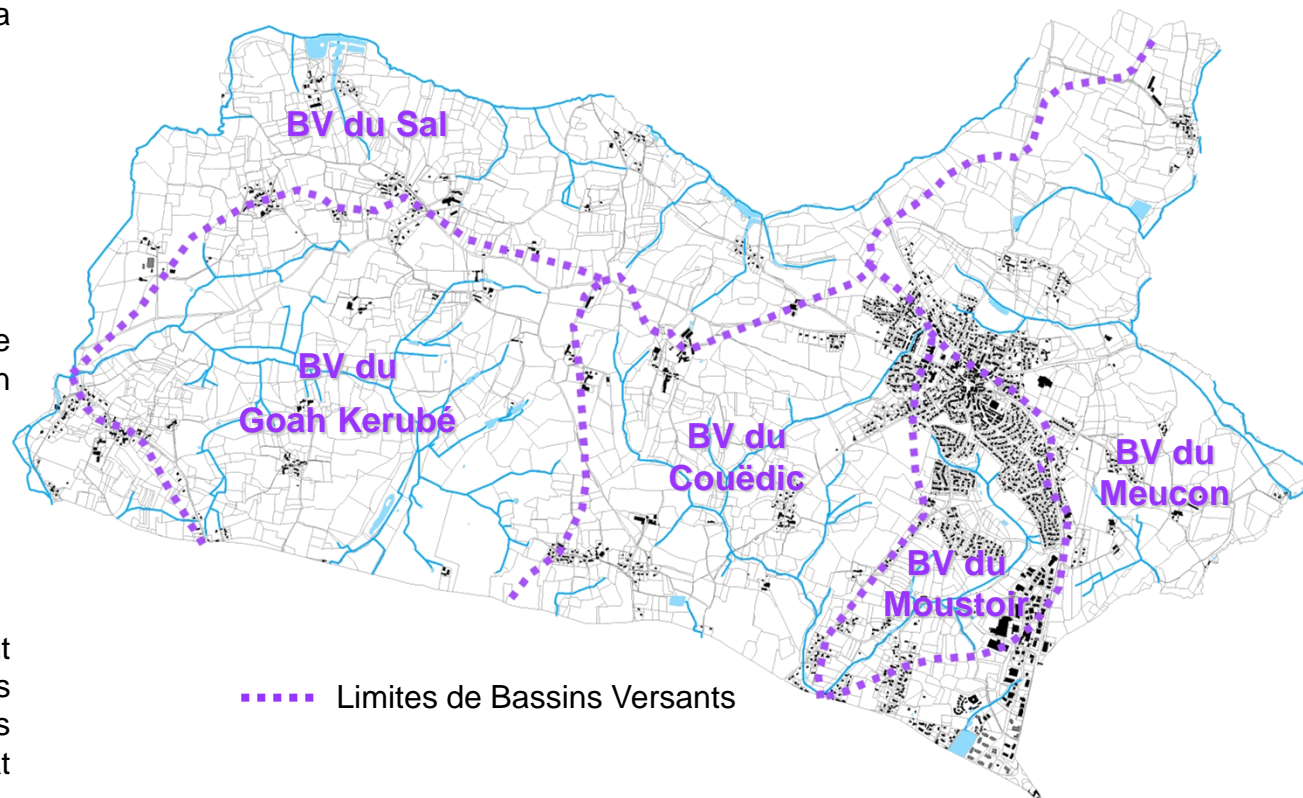 a
BV du Sal
e
n
BV du
Goah Kerubé
BV du
Couëdic
BV du
Meucon
BV du
Moustoir
t
s
s
t
Limites de Bassins Versants